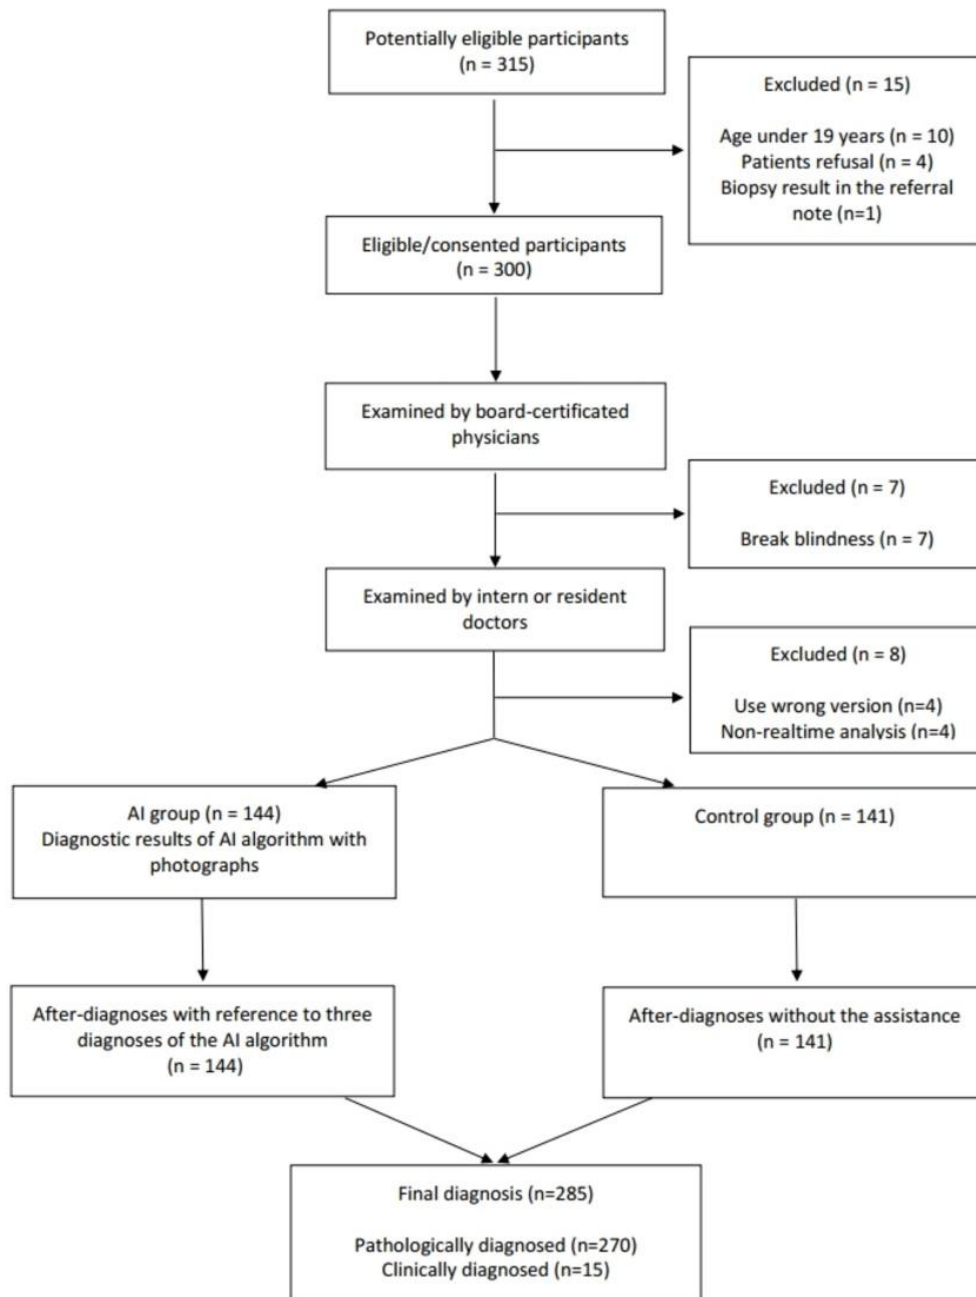 Potentially eligible participants
(n = 315)
Excluded (n = 15)
Age under 19 years (n = 10)
Patients refusal (n = 4)
Biopsy result in the referral
note (n=1)
Eligible/consented participants
(n = 300)
Examined by board-certificated
physicians
Excluded (n = 7)
Break blindness (n = 7)
Examined by intern or resident
doctors
Excluded (n = 8)
Use wrong version (n=4)
Non-realtime analysis (n=4)
AI group (n = 144)
Diagnostic results of AI algorithm with
photographs
Control group (n = 141)
After-diagnoses with reference to three
diagnoses of the AI algorithm
(n = 144)
After-diagnoses without the assistance
(n = 141)
Final diagnosis (n=285)
Pathologically diagnosed (n=270)
Clinically diagnosed (n=15)